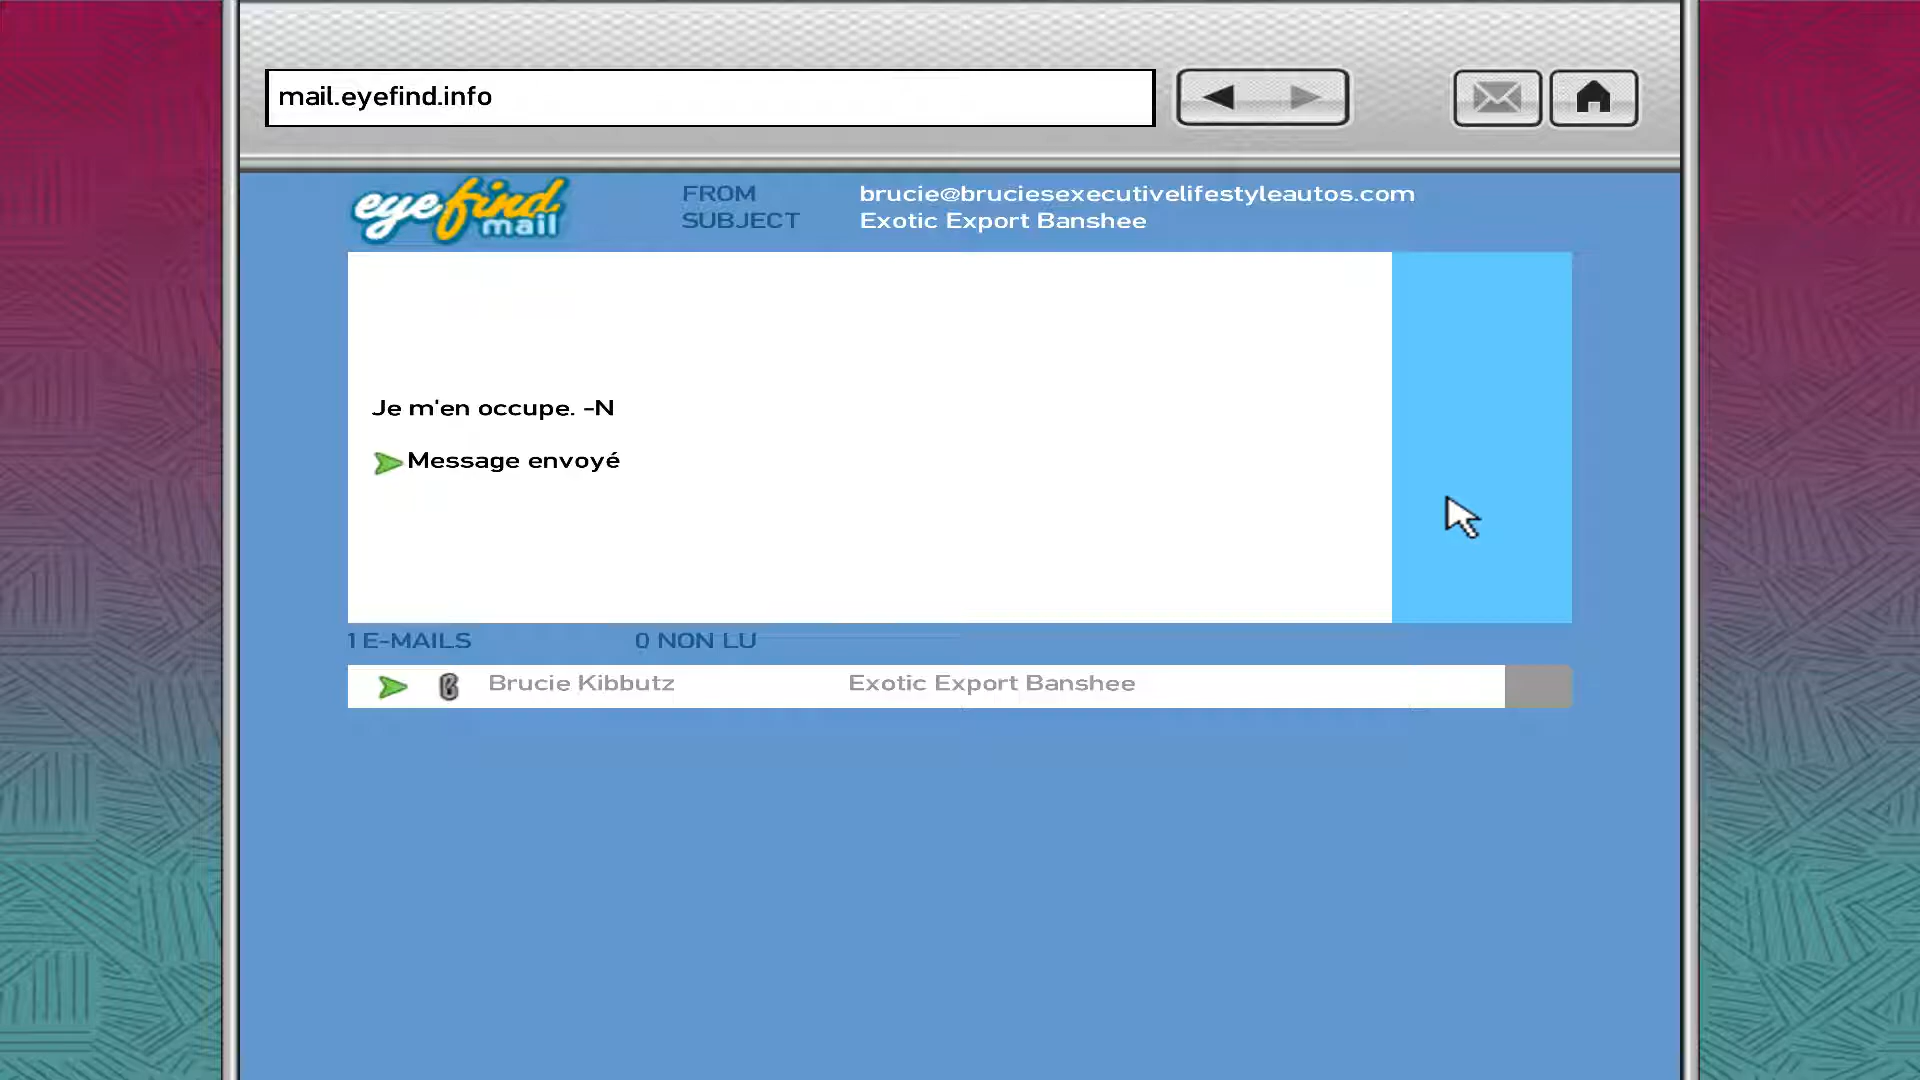 mail.eyefind.info
eyefind
mail
FROM brucie@bruciesexecutivelifestyleautos.com
SUBJECT Exotic Export Banshee
Je m'en occupe. -N
Message envoyé
1 E-MAILS 0 NON LU
Brucie Kibbutz Exotic Export Banshee